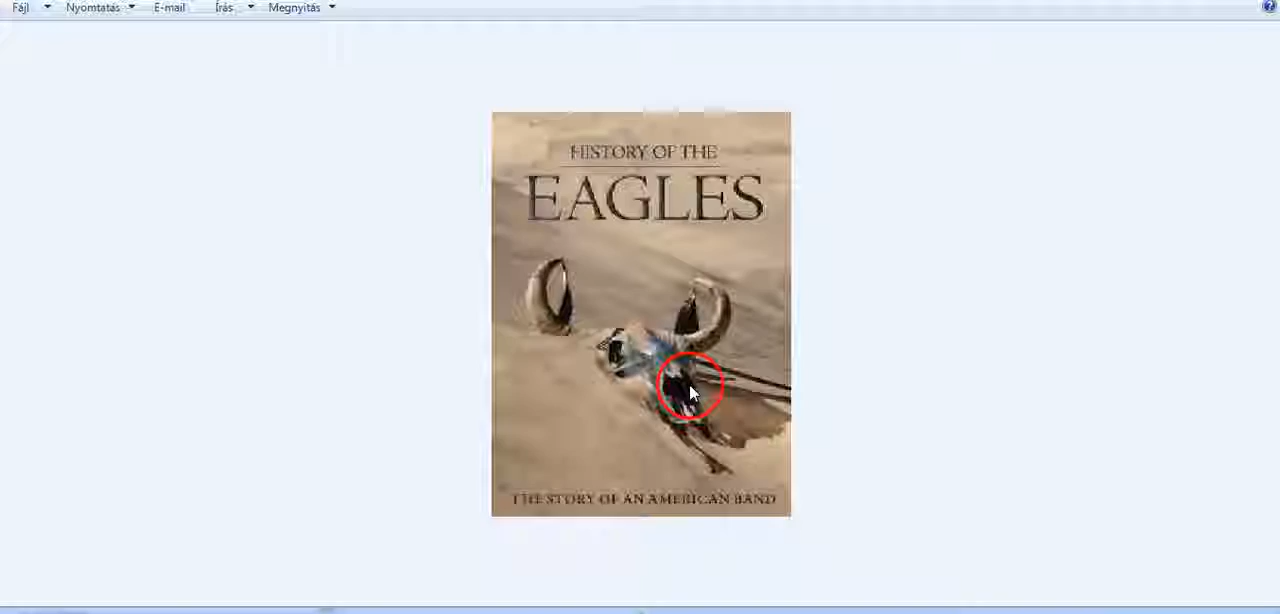 Fájl Nyomtatás E-mail Írás Megnyitás
HISTORY OF THE
EAGLES
THE STORY OF AN AMERICAN BAND